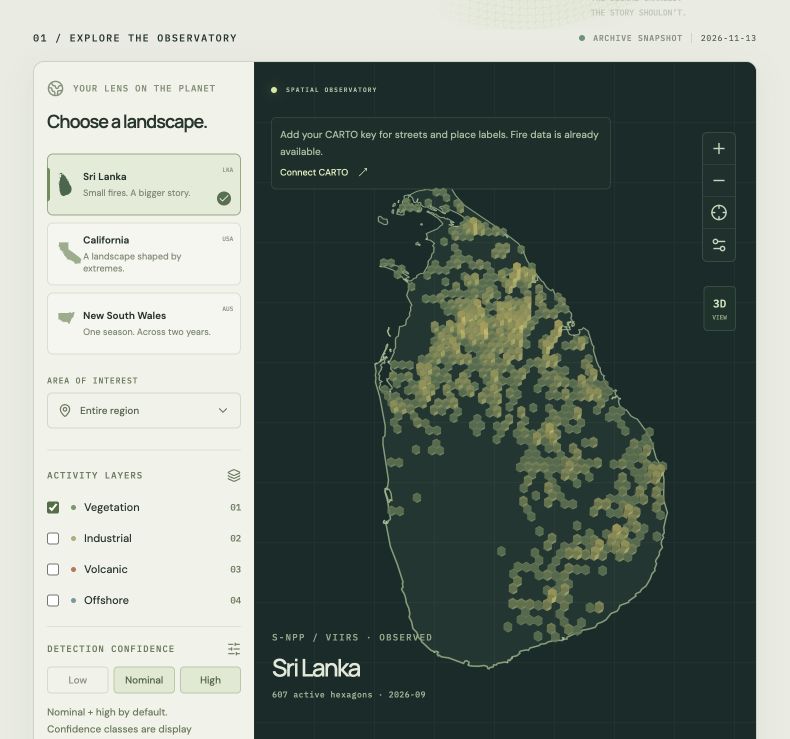 THE STORY SHOULDN'T.
01 / EXPLORE THE OBSERVATORY
ARCHIVE SNAPSHOT | 2026-11-13
YOUR LENS ON THE PLANET
Choose a landscape.
Sri Lanka
LKA
Small fires. A bigger story.
California
USA
A landscape shaped by
extremes.
New South Wales
AUS
One season. Across two years.
AREA OF INTEREST
Entire region
ACTIVITY LAYERS
Vegetation 01
Industrial 02
Volcanic 03
Offshore 04
DETECTION CONFIDENCE
Low Nominal High
Nominal + high by default.
Confidence classes are display
SPATIAL OBSERVATORY
Add your CARTO key for streets and place labels. Fire data is already
available.
Connect CARTO ↗
+
−
3D
VIEW
S-NPP / VIIRS · OBSERVED
Sri Lanka
607 active hexagons · 2026-09